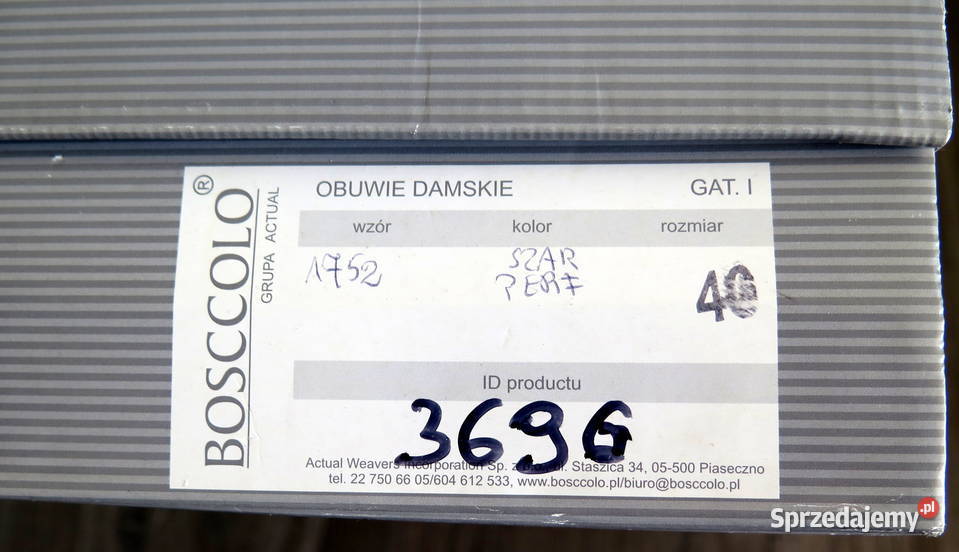 BOSCCOLO®
GRUPA ACTUAL
OBUWIE DAMSKIE GAT. I
wzór kolor rozmiar
1752 SZAR 40
PERF
ID productu
3696
Actual Weavers Incorporation Sp. z o.o., ul. Staszica 34, 05-500 Piaseczno
tel. 22 750 66 05/604 612 533, www.bosccolo.pl/biuro@bosccolo.pl
Sprzedajemy.pl